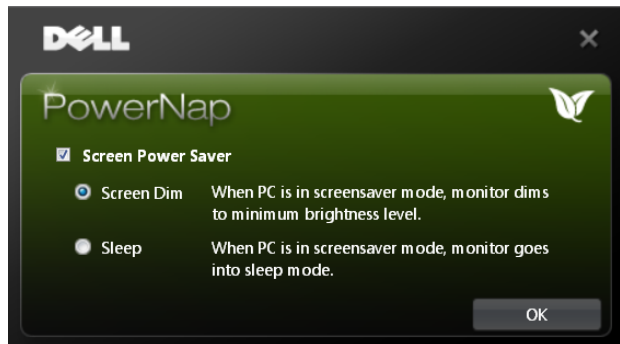 DELL
PowerNap
Screen Power Saver
Screen Dim When PC is in screensaver mode, monitor dims
to minimum brightness level.
Sleep When PC is in screensaver mode, monitor goes
into sleep mode.
OK